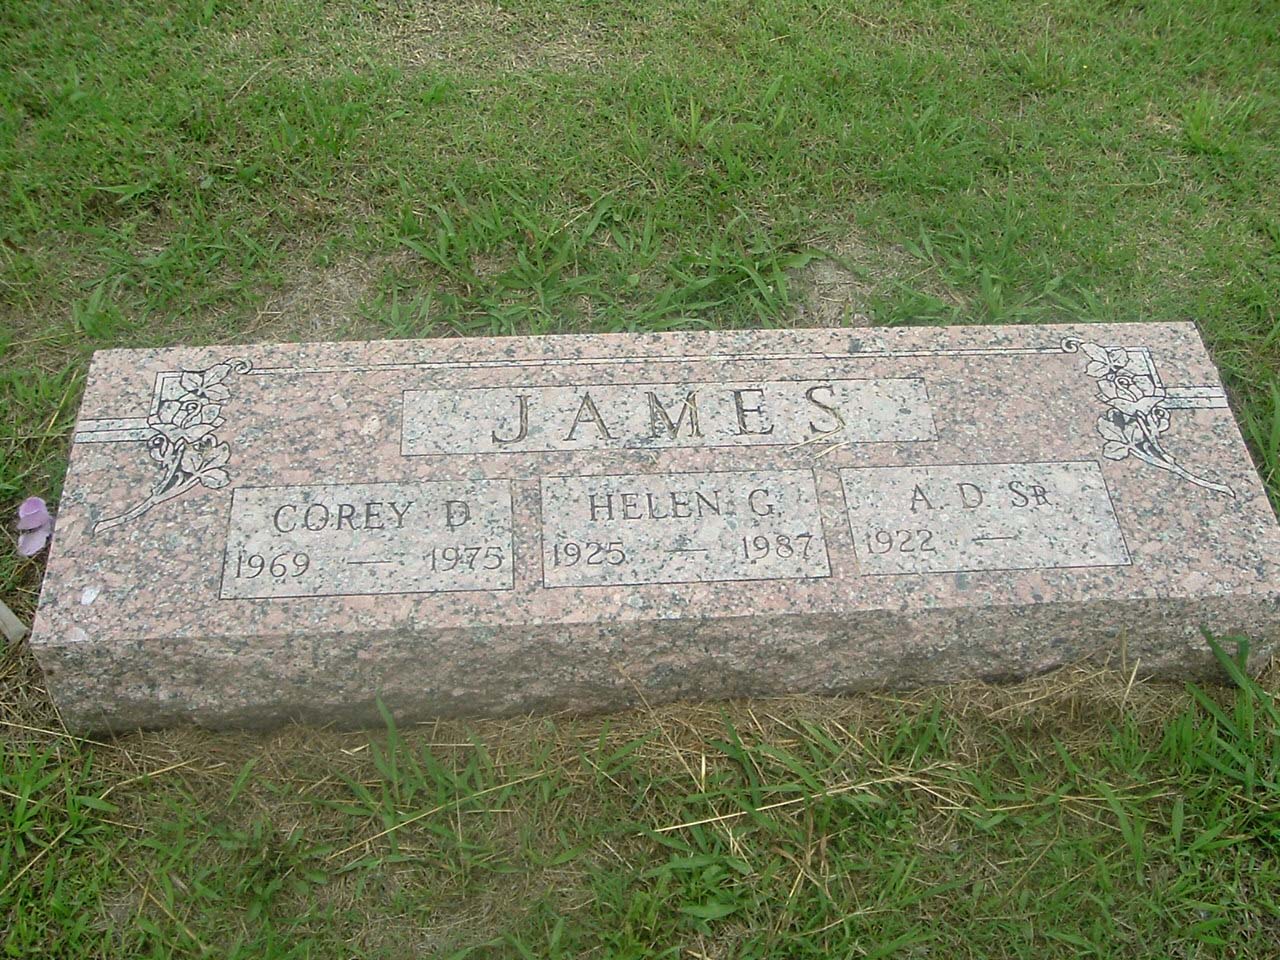 JAMES
COREY D.
1969 — 1975
HELEN G.
1925 — 1987
A. D. SR.
1922 —